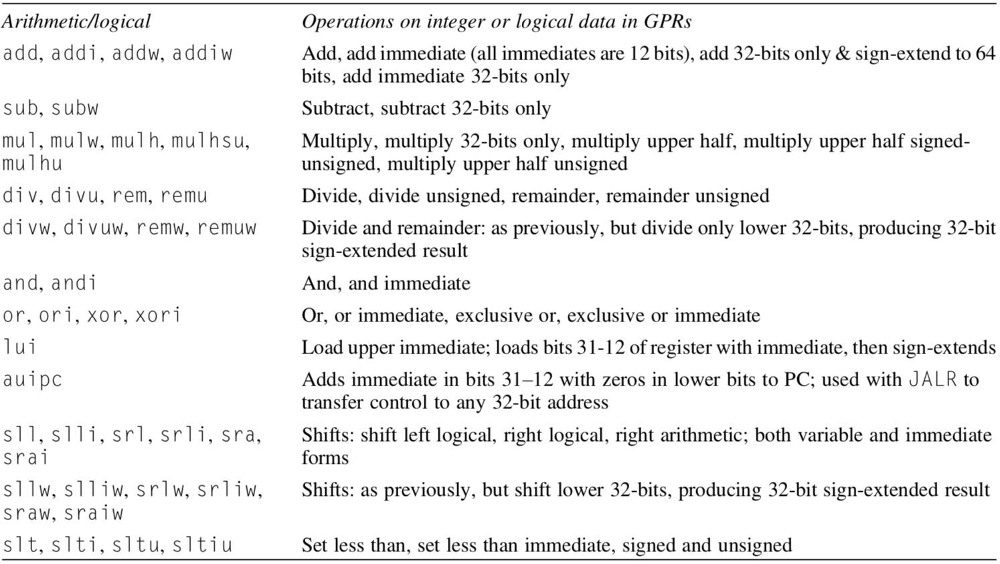 Arithmetic/logical Operations on integer or logical data in GPRs
add, addi, addw, addiw Add, add immediate (all immediates are 12 bits), add 32-bits only & sign-extend to 64
bits, add immediate 32-bits only
sub, subw Subtract, subtract 32-bits only
mul, mulw, mulh, mulhsu, Multiply, multiply 32-bits only, multiply upper half, multiply upper half signed-
mulhu unsigned, multiply upper half unsigned
div, divu, rem, remu Divide, divide unsigned, remainder, remainder unsigned
divw, divuw, remw, remuw Divide and remainder: as previously, but divide only lower 32-bits, producing 32-bit
sign-extended result
and, andi And, and immediate
or, ori, xor, xori Or, or immediate, exclusive or, exclusive or immediate
lui Load upper immediate; loads bits 31-12 of register with immediate, then sign-extends
auipc Adds immediate in bits 31–12 with zeros in lower bits to PC; used with JALR to
transfer control to any 32-bit address
sll, slli, srl, srli, sra, Shifts: shift left logical, right logical, right arithmetic; both variable and immediate
srai forms
sllw, slliw, srlw, srliw, Shifts: as previously, but shift lower 32-bits, producing 32-bit sign-extended result
sraw, sraiw
slt, slti, sltu, sltiu Set less than, set less than immediate, signed and unsigned